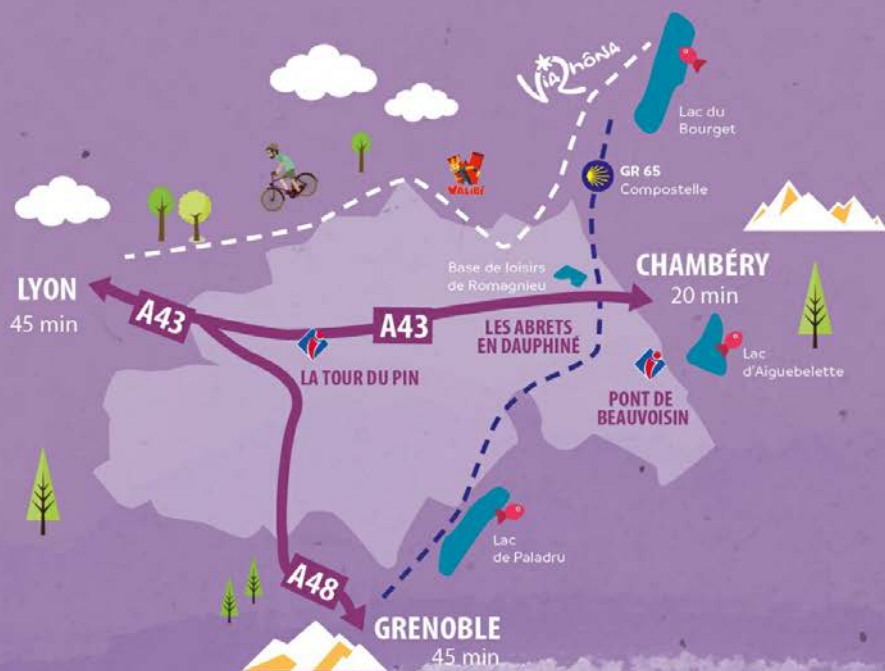 ViaRhôna
Lac du
Bourget
GR 65
Compostelle
WALIBI
Base de loisirs
de Romagnieu
CHAMBÉRY
20 min
LYON
45 min
A43
A43
LES ABRETS
EN DAUPHINÉ
LA TOUR DU PIN
Lac
d'Aiguebelette
PONT DE
BEAUVOISIN
Lac
de Paladru
A48
GRENOBLE
45 min